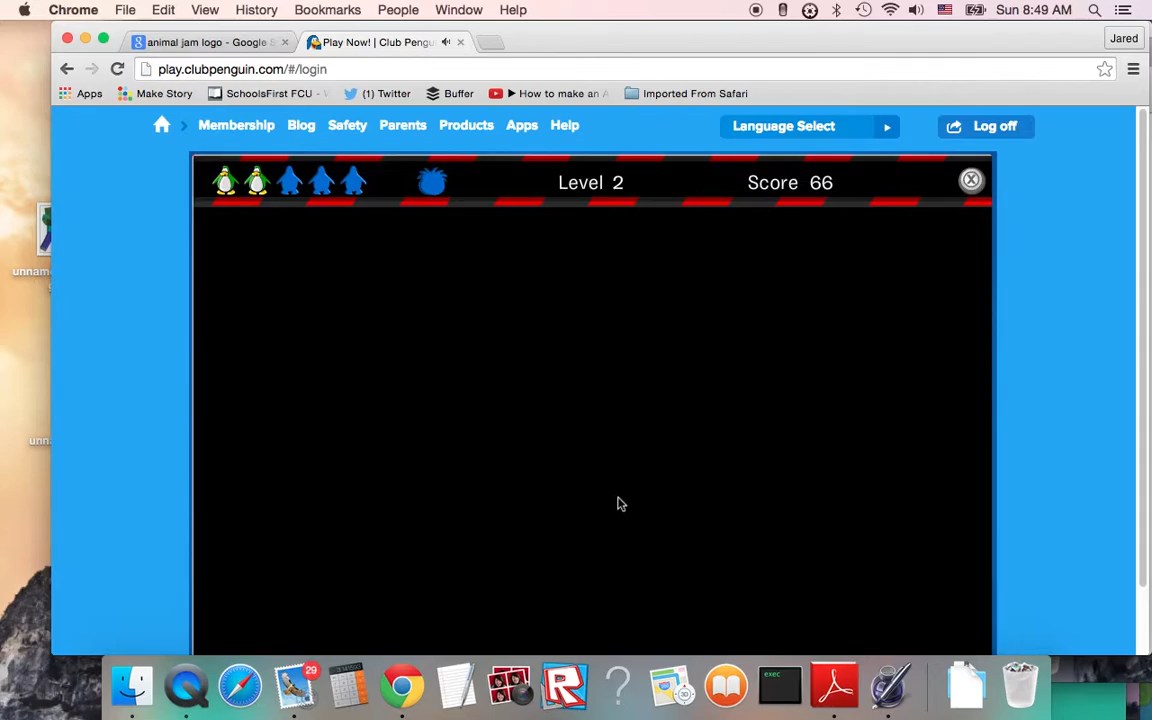 Chrome File Edit View History Bookmarks People Window Help Sun 8:49 AM
animal jam logo - Google S Play Now! | Club Pengu Jared
play.clubpenguin.com/#/login
Apps Make Story SchoolsFirst FCU - (1) Twitter Buffer ▶ How to make an Imported From Safari
Membership Blog Safety Parents Products Apps Help Language Select Log off
Level 2 Score 66
unname
unn
29
exec